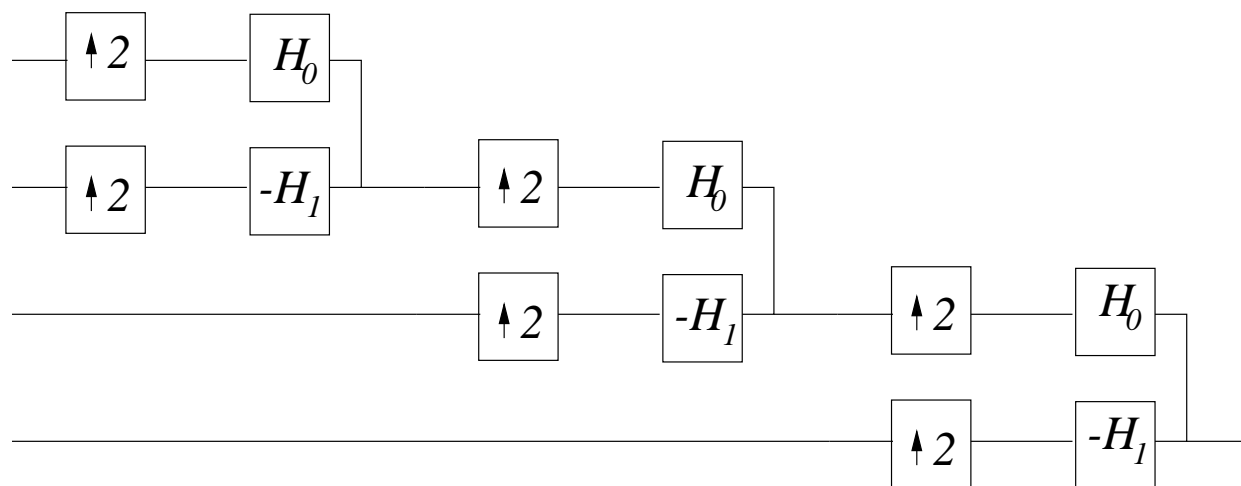 ↑ 2 H₀
↑ 2 -H₁ ↑ 2 H₀
↑ 2 -H₁ ↑ 2 H₀
↑ 2 -H₁